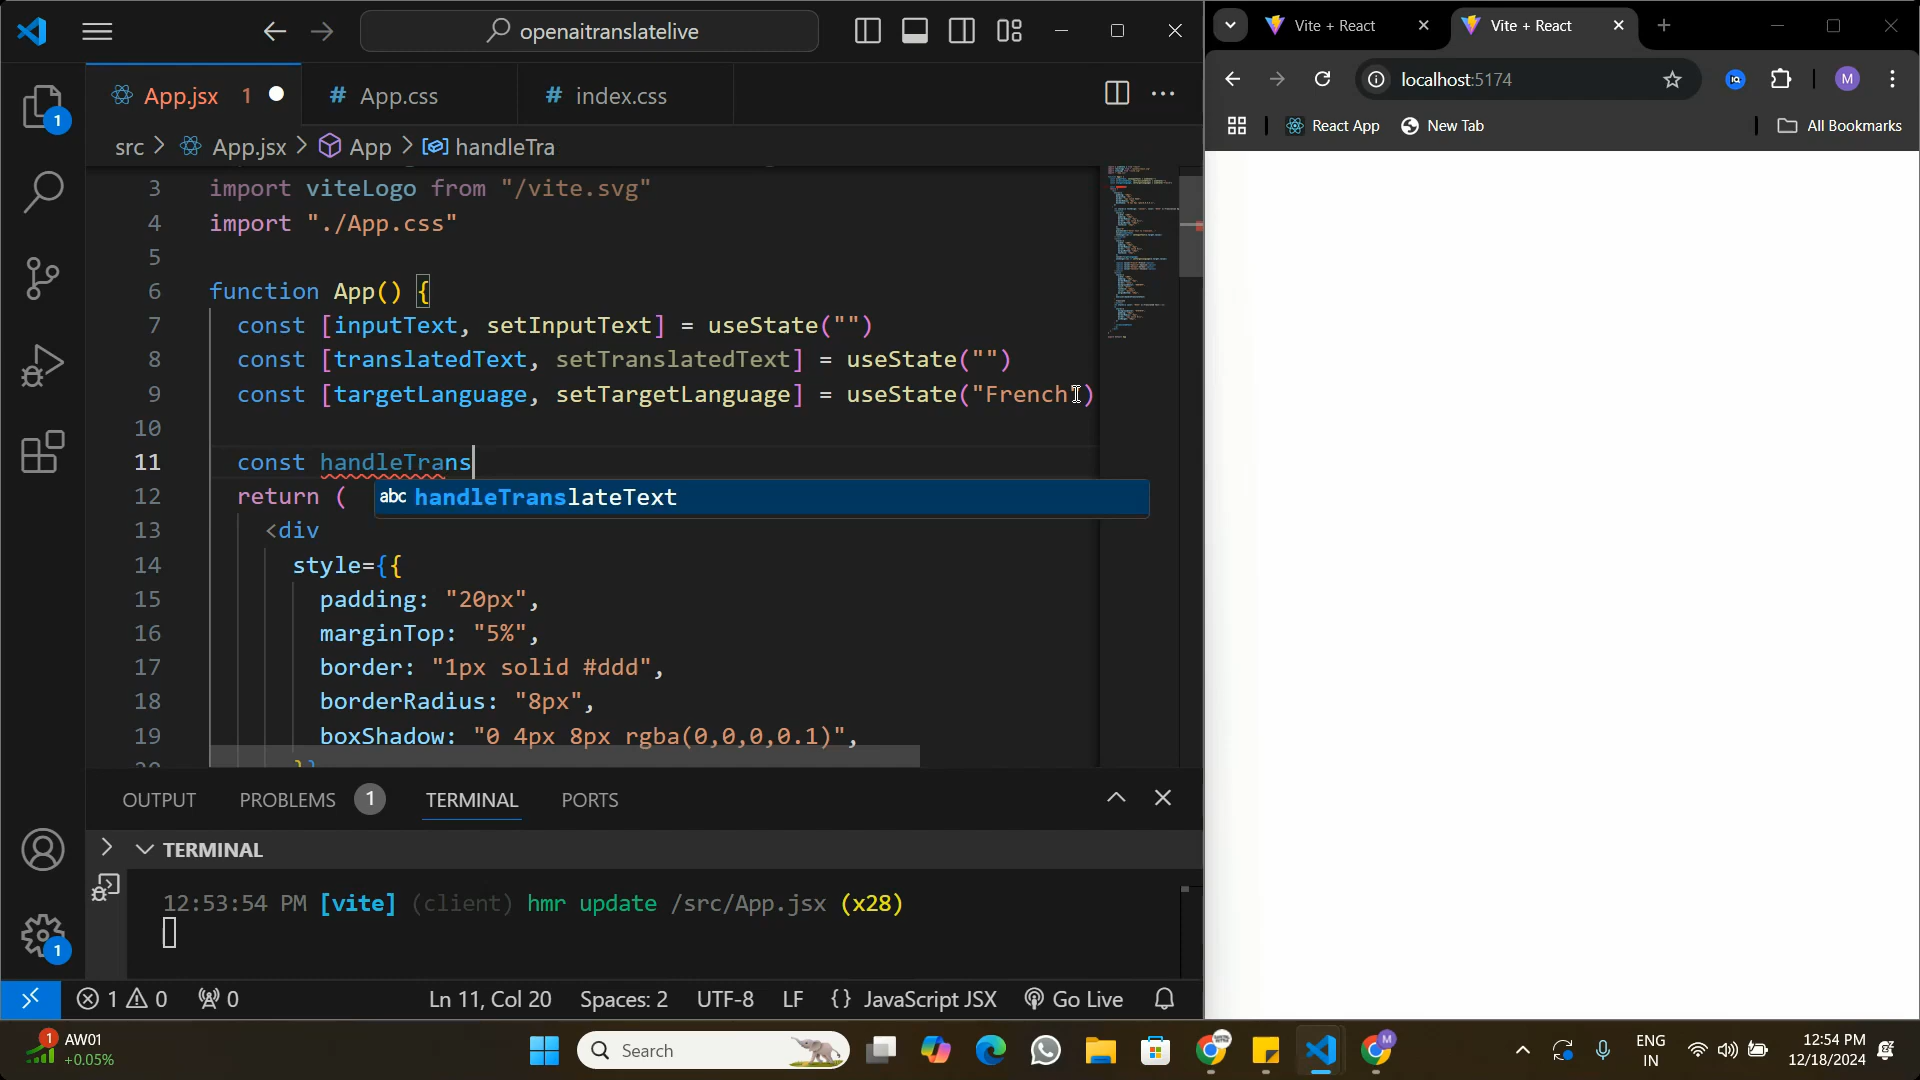 openaitranslatelive
App.jsx 1
# App.css
# index.css
src > App.jsx > App > handleTra
3 import viteLogo from "/vite.svg"
4 import "./App.css"
5
6 function App() {
7 const [inputText, setInputText] = useState("")
8 const [translatedText, setTranslatedText] = useState("")
9 const [targetLanguage, setTargetLanguage] = useState("French")
10
11 const handleTrans
abc handleTranslateText
12 return (
13 <div
14 style={{
15 padding: "20px",
16 marginTop: "5%",
17 border: "1px solid #ddd",
18 borderRadius: "8px",
19 boxShadow: "0 4px 8px rgba(0,0,0,0.1)",
OUTPUT PROBLEMS 1 TERMINAL PORTS
TERMINAL
12:53:54 PM [vite] (client) hmr update /src/App.jsx (x28)
1 0 0 Ln 11, Col 20 Spaces: 2 UTF-8 LF {} JavaScript JSX Go Live
1
1
Vite + React
Vite + React
localhost:5174
M
React App
New Tab
All Bookmarks
1 AW01
+0.05%
Search
ENG
IN
12:54 PM
12/18/2024